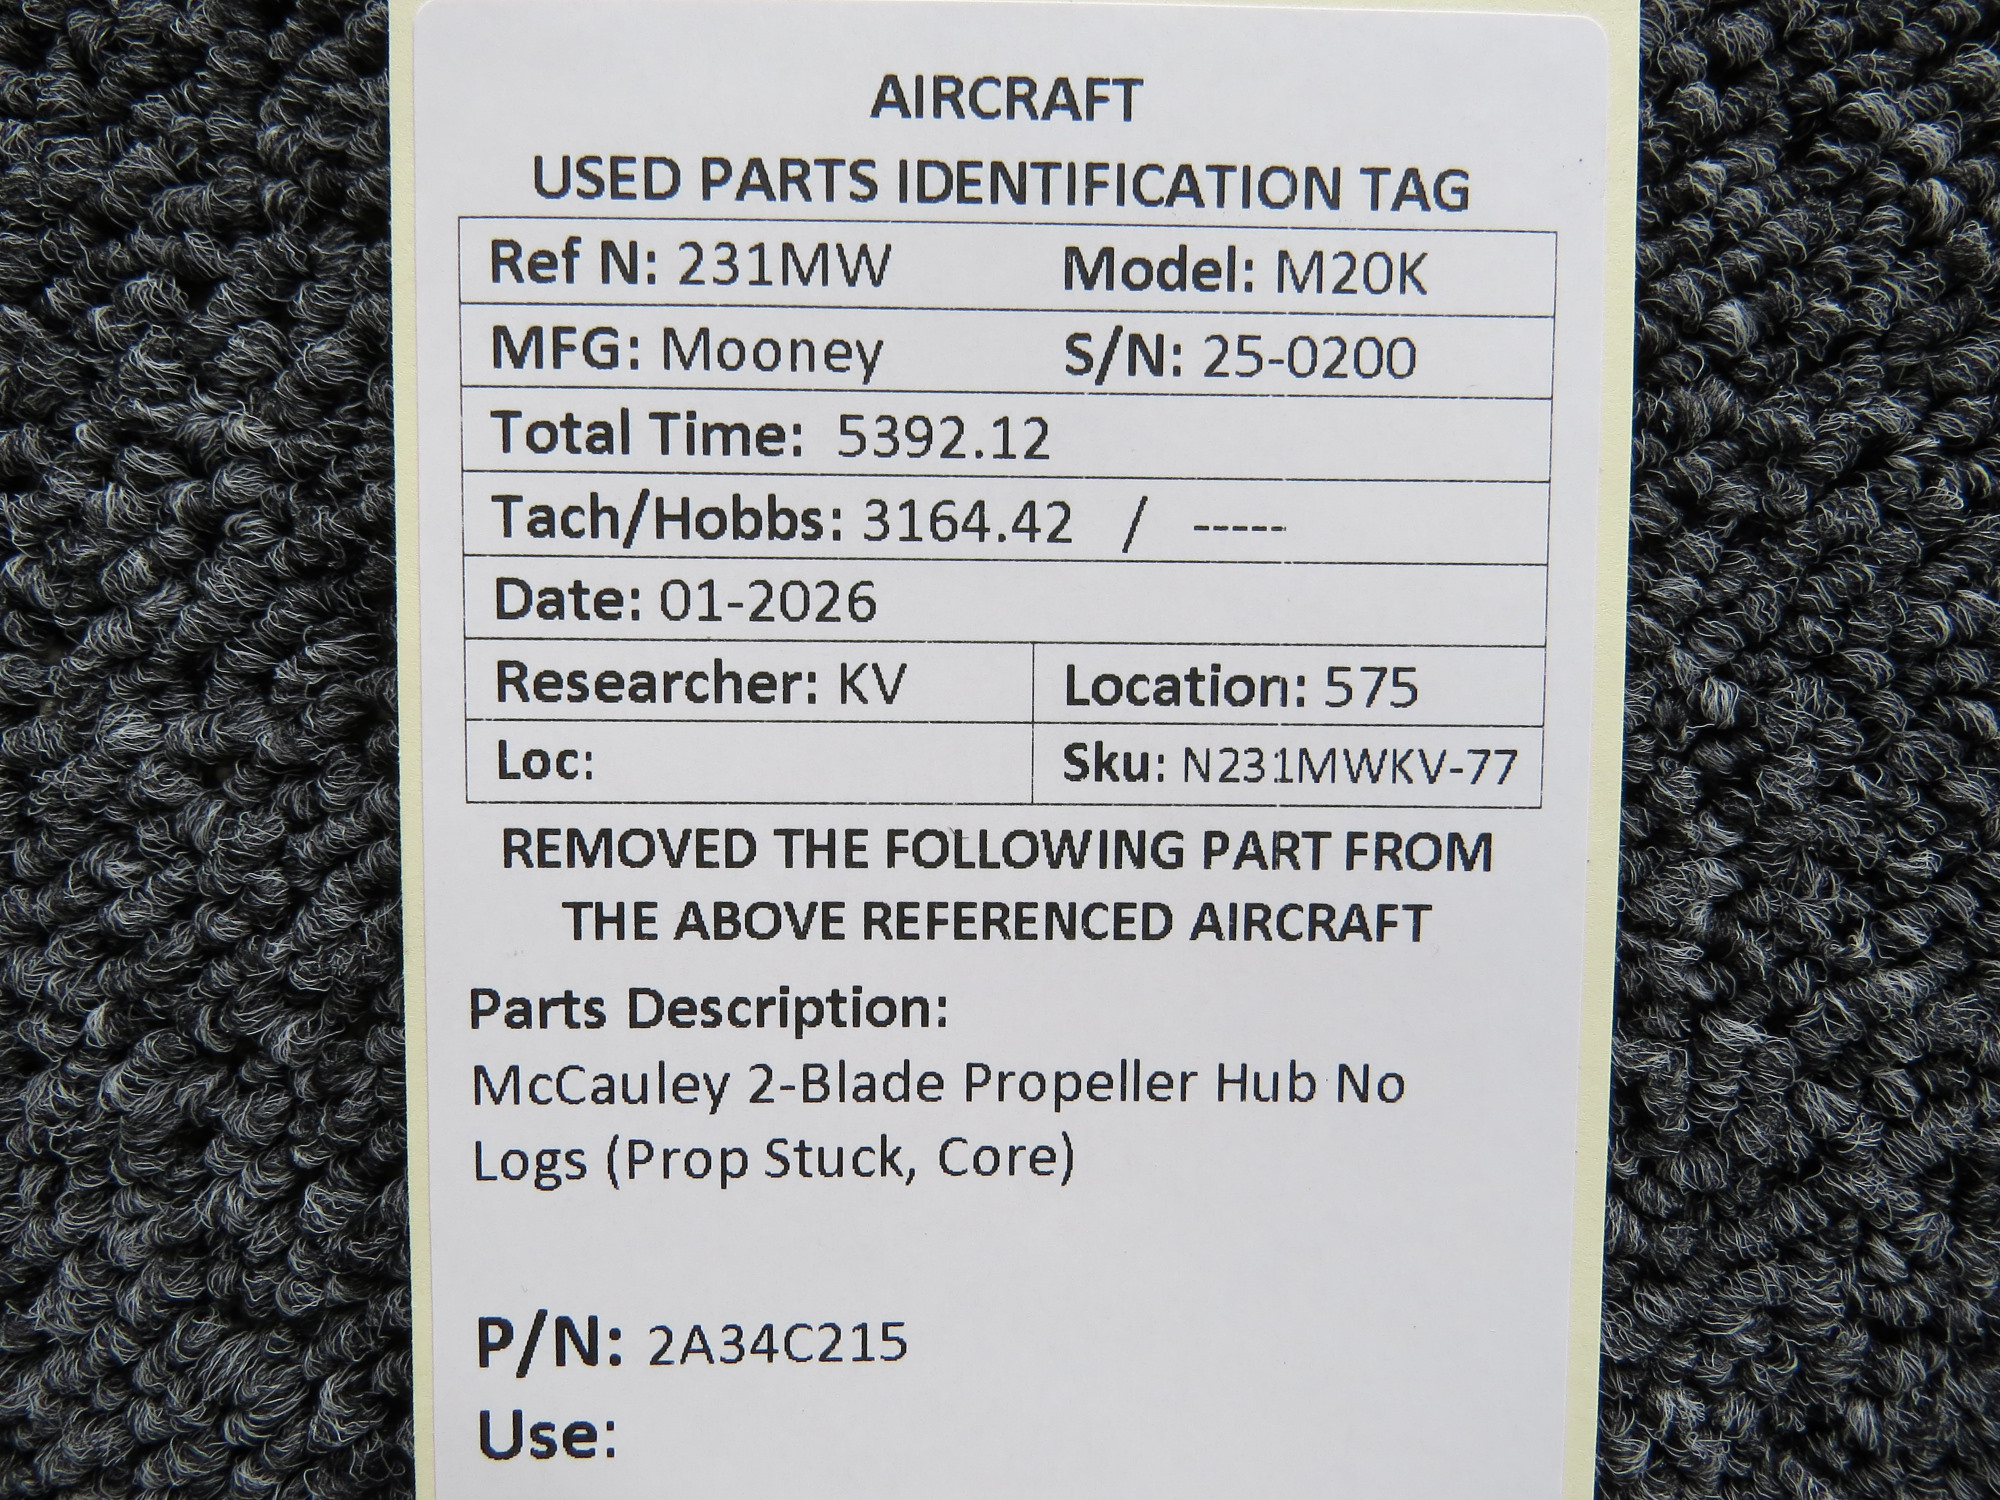 AIRCRAFT
USED PARTS IDENTIFICATION TAG
Ref N: 231MW Model: M20K
MFG: Mooney S/N: 25-0200
Total Time: 5392.12
Tach/Hobbs: 3164.42 / -----
Date: 01-2026
Researcher: KV Location: 575
Loc: Sku: N231MWKV-77
REMOVED THE FOLLOWING PART FROM
THE ABOVE REFERENCED AIRCRAFT
Parts Description:
McCauley 2-Blade Propeller Hub No
Logs (Prop Stuck, Core)
P/N: 2A34C215
Use: